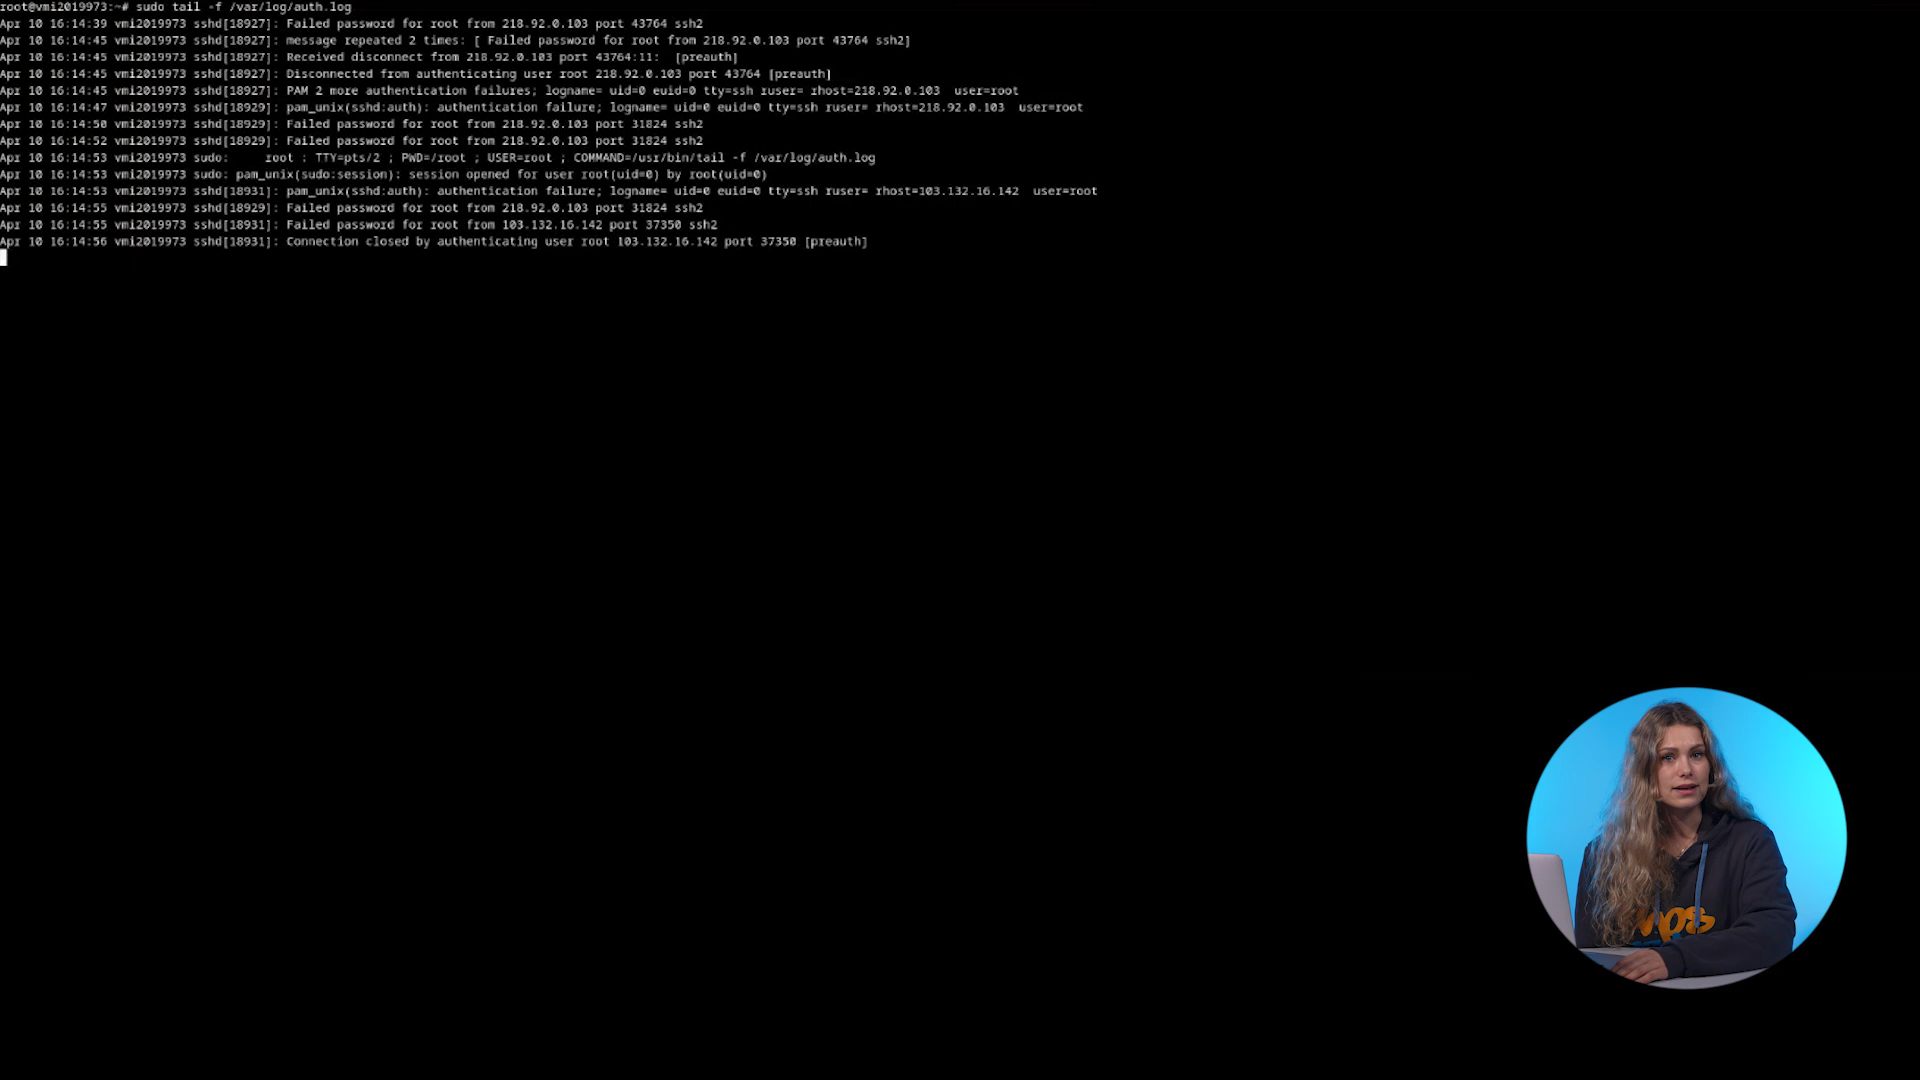 root@vmi2019973:~# sudo tail -f /var/log/auth.log
Apr 10 16:14:39 vmi2019973 sshd[18927]: Failed password for root from 218.92.0.103 port 43764 ssh2
Apr 10 16:14:45 vmi2019973 sshd[18927]: message repeated 2 times: [ Failed password for root from 218.92.0.103 port 43764 ssh2]
Apr 10 16:14:45 vmi2019973 sshd[18927]: Received disconnect from 218.92.0.103 port 43764:11:  [preauth]
Apr 10 16:14:45 vmi2019973 sshd[18927]: Disconnected from authenticating user root 218.92.0.103 port 43764 [preauth]
Apr 10 16:14:45 vmi2019973 sshd[18927]: PAM 2 more authentication failures; logname= uid=0 euid=0 tty=ssh ruser= rhost=218.92.0.103  user=root
Apr 10 16:14:47 vmi2019973 sshd[18929]: pam_unix(sshd:auth): authentication failure; logname= uid=0 euid=0 tty=ssh ruser= rhost=218.92.0.103  user=root
Apr 10 16:14:50 vmi2019973 sshd[18929]: Failed password for root from 218.92.0.103 port 31824 ssh2
Apr 10 16:14:52 vmi2019973 sshd[18929]: Failed password for root from 218.92.0.103 port 31824 ssh2
Apr 10 16:14:53 vmi2019973 sudo:     root : TTY=pts/2 ; PWD=/root ; USER=root ; COMMAND=/usr/bin/tail -f /var/log/auth.log
Apr 10 16:14:53 vmi2019973 sudo: pam_unix(sudo:session): session opened for user root(uid=0) by root(uid=0)
Apr 10 16:14:53 vmi2019973 sshd[18931]: pam_unix(sshd:auth): authentication failure; logname= uid=0 euid=0 tty=ssh ruser= rhost=103.132.16.142  user=root
Apr 10 16:14:55 vmi2019973 sshd[18929]: Failed password for root from 218.92.0.103 port 31824 ssh2
Apr 10 16:14:55 vmi2019973 sshd[18931]: Failed password for root from 103.132.16.142 port 37350 ssh2
Apr 10 16:14:56 vmi2019973 sshd[18931]: Connection closed by authenticating user root 103.132.16.142 port 37350 [preauth]